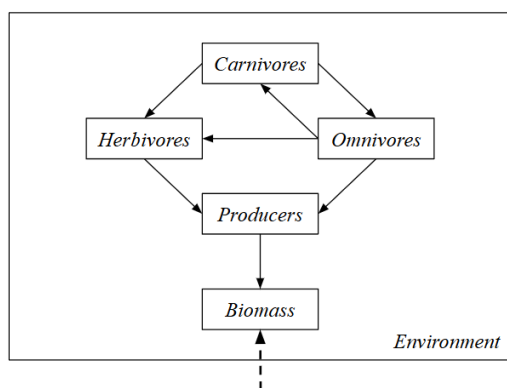 Carnivores
Herbivores
Omnivores
Producers
Biomass
Environment